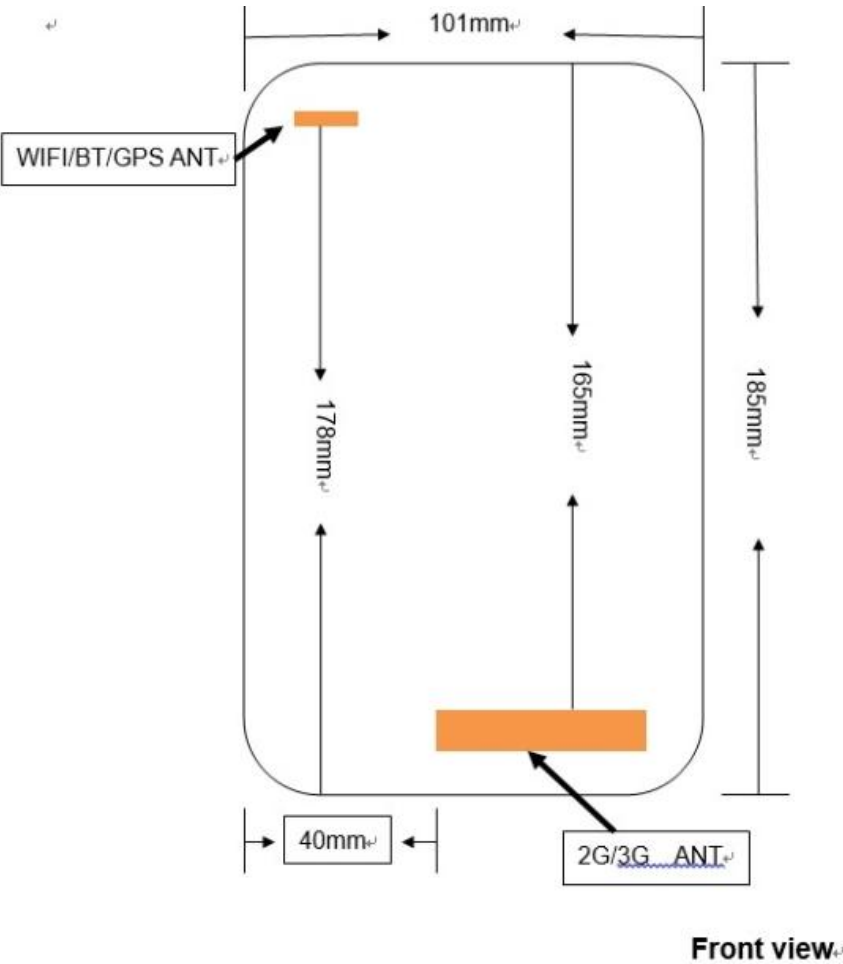 101mm
WIFI/BT/GPS ANT
178mm
165mm
185mm
40mm
2G/3G ANT
Front view